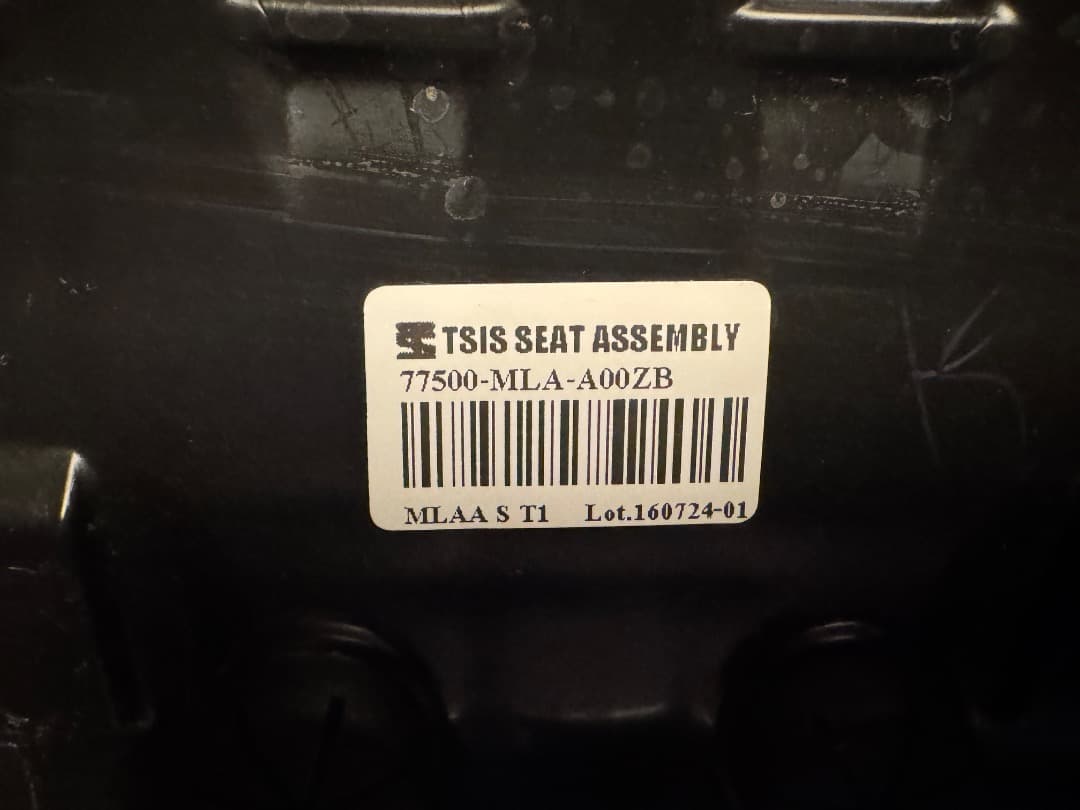 TSIS SEAT ASSEMBLY
77500-MLA-A00ZB
MLAA S T1 Lot.160724-01